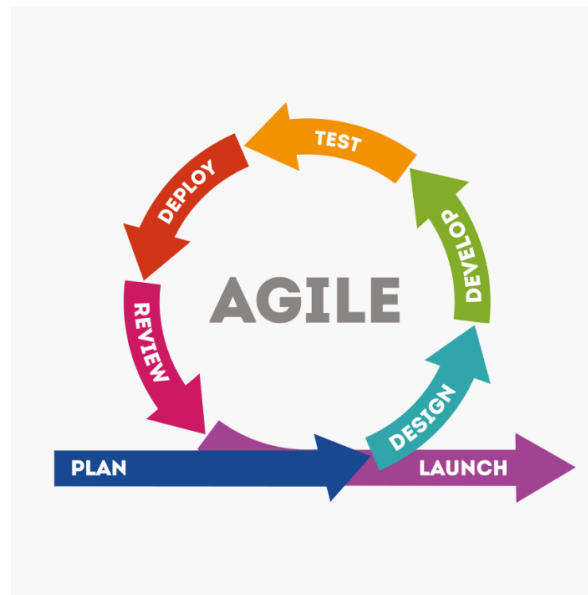 TEST
DEPLOY
DEVELOP
AGILE
REVIEW
DESIGN
PLAN
LAUNCH